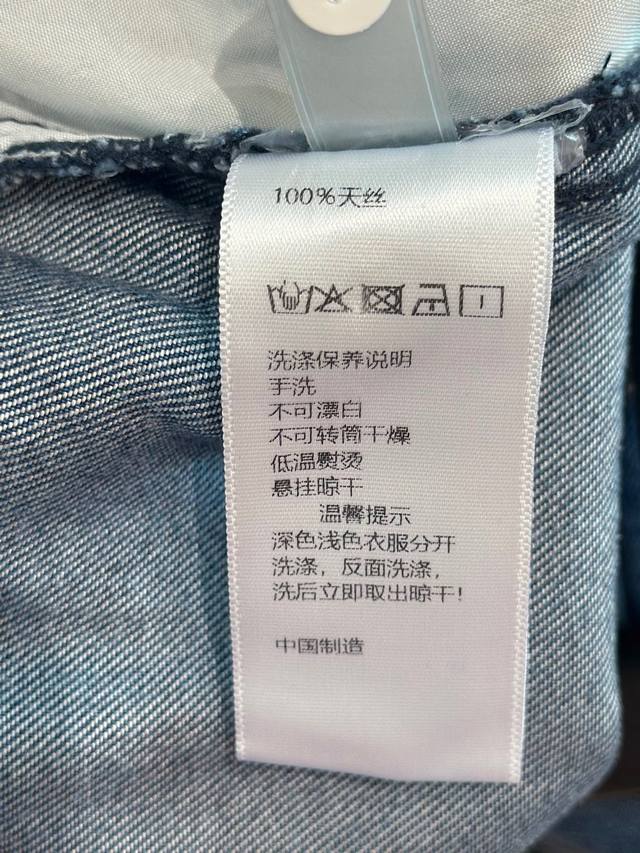 100%天丝
洗涤保养说明
手洗
不可漂白
不可转筒干燥
低温熨烫
悬挂晾干
温馨提示
深色浅色衣服分开
洗涤，反面洗涤，
洗后立即取出晾干!
中国制造